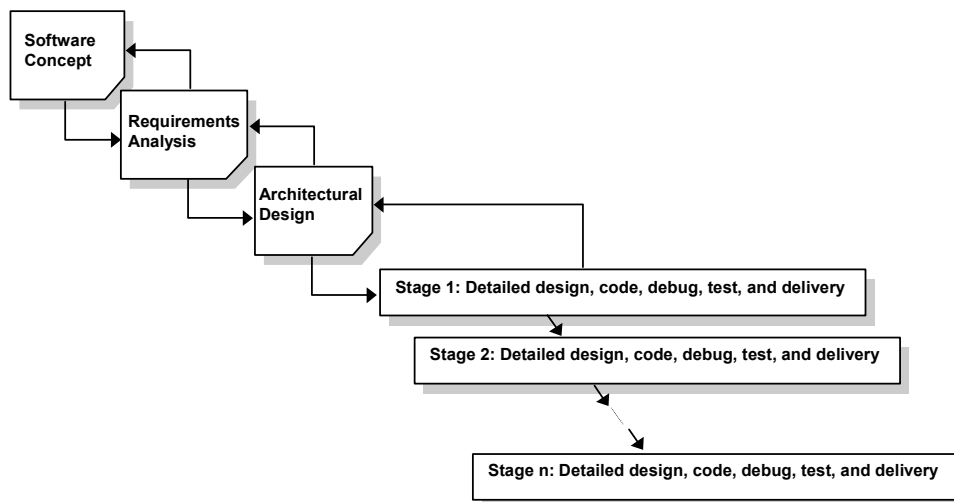 Software
Concept
Requirements
Analysis
Architectural
Design
Stage 1: Detailed design, code, debug, test, and delivery
Stage 2: Detailed design, code, debug, test, and delivery
Stage n: Detailed design, code, debug, test, and delivery